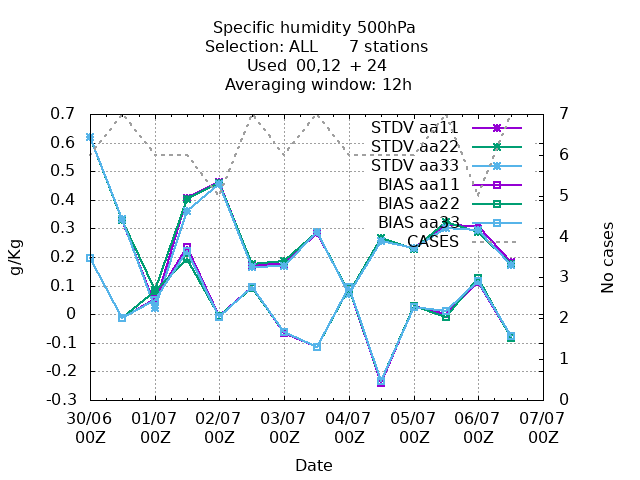 Specific humidity 500hPa
Selection: ALL 7 stations
Used 00,12 + 24
Averaging window: 12h
0.7
0.6
0.5
0.4
0.3
0.2
0.1
0
-0.1
-0.2
-0.3
g/Kg
7
6
5
4
3
2
1
0
No cases
STDV aa11
STDV aa22
STDV aa33
BIAS aa11
BIAS aa22
BIAS aa33
CASES
30/06 01/07 02/07 03/07 04/07 05/07 06/07 07/07
00Z 00Z 00Z 00Z 00Z 00Z 00Z 00Z
Date